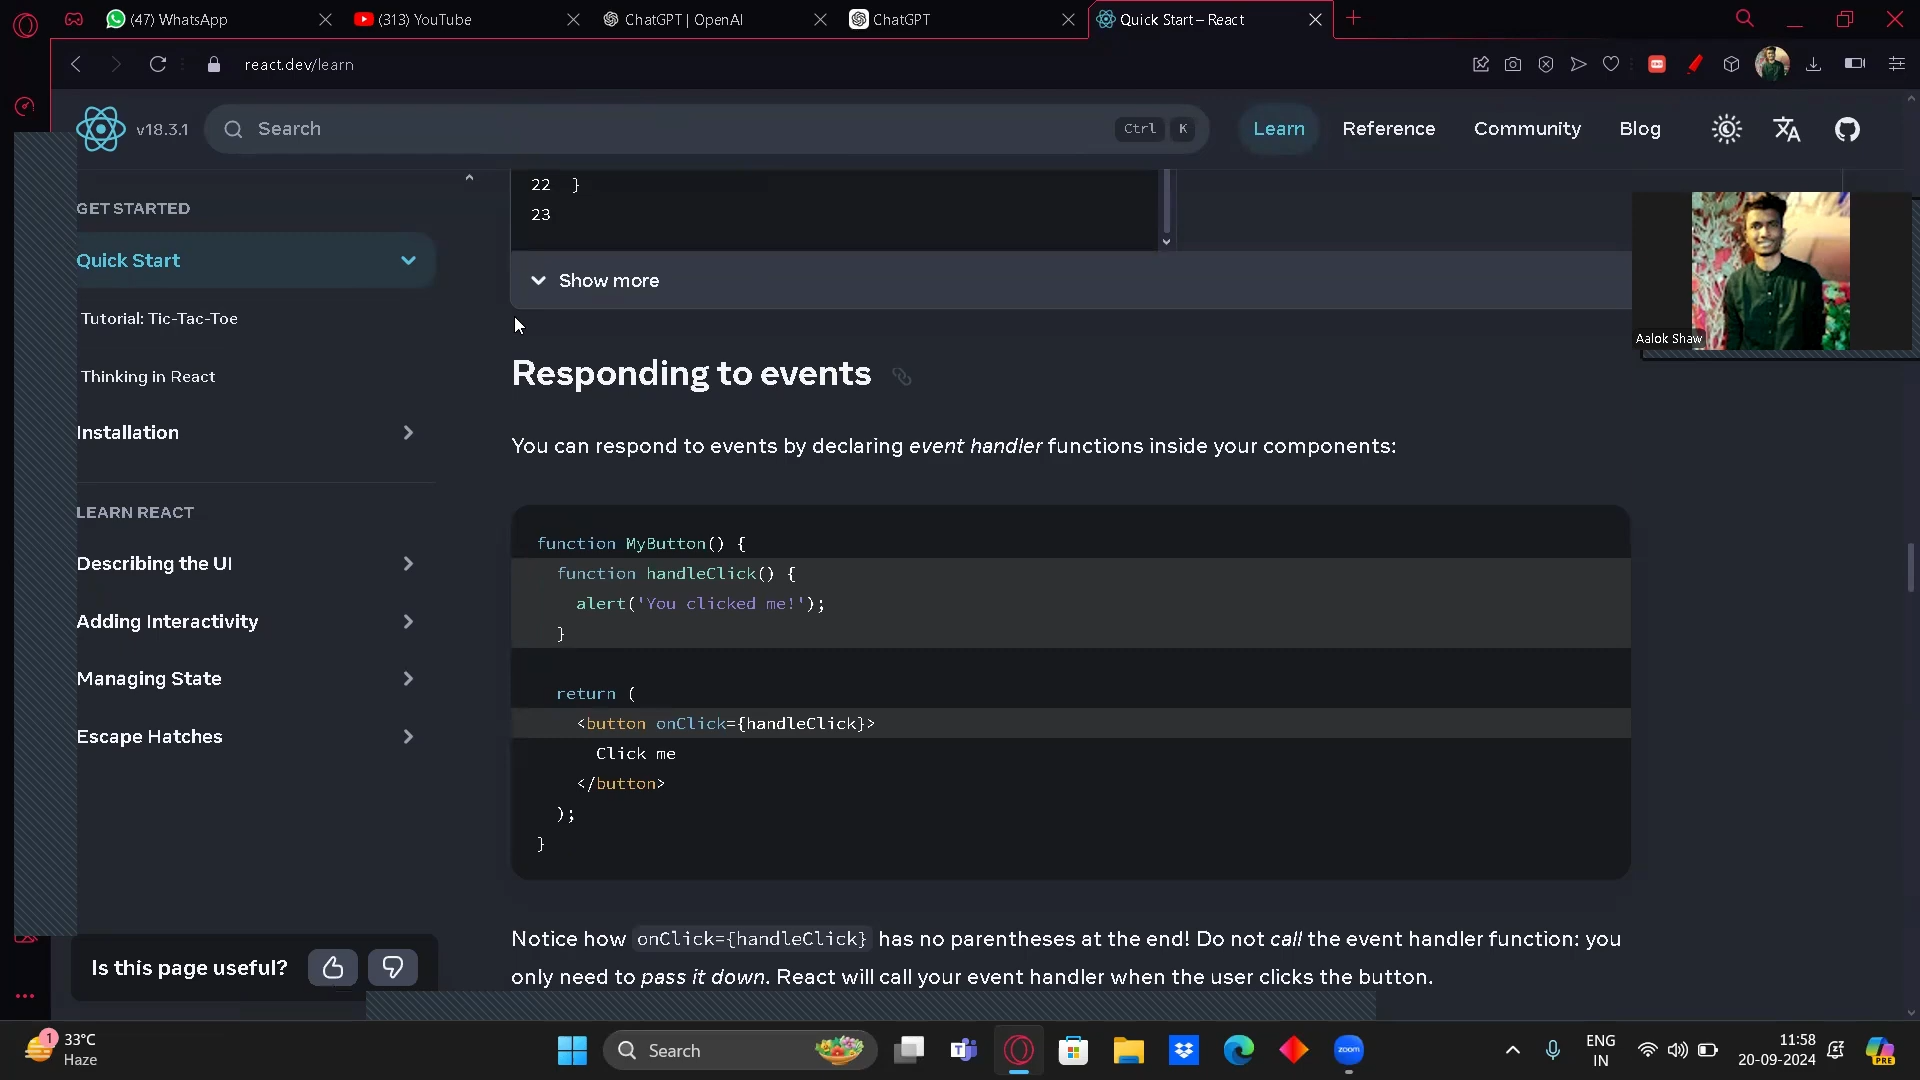 (47) WhatsApp
(313) YouTube
ChatGPT | OpenAI
ChatGPT
Quick Start – React
react.dev/learn
v18.3.1
Search
Ctrl K
Learn
Reference
Community
Blog
GET STARTED
Quick Start
Tutorial: Tic-Tac-Toe
Thinking in React
Installation
LEARN REACT
Describing the UI
Adding Interactivity
Managing State
Escape Hatches
Is this page useful?
22 }
23
Show more
Aalok Shaw
Responding to events
You can respond to events by declaring event handler functions inside your components:
function MyButton() {
function handleClick() {
alert('You clicked me!');
}
return (
<button onClick={handleClick}>
Click me
</button>
);
}
Notice how onClick={handleClick} has no parentheses at the end! Do not call the event handler function: you
only need to pass it down. React will call your event handler when the user clicks the button.
1
33°C
Haze
Search
zoom
ENG
IN
11:58
20-09-2024
PRE